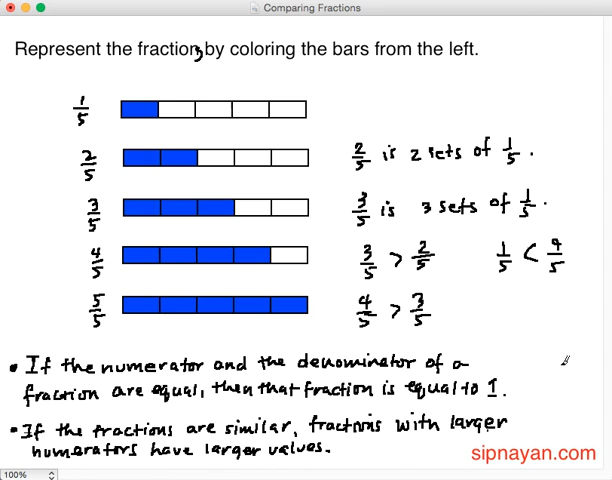 Comparing Fractions
Represent the fractions by coloring the bars from the left.
1/5
2/5
2/5 is 2 sets of 1/5.
3/5
3/5 is 3 sets of 1/5.
4/5
3/5 > 2/5
1/5 < 4/5
5/5
4/5 > 3/5
• If the numerator and the denominator of a
fraction are equal, then that fraction is equal to 1.
• If the fractions are similar, fractions with larger
numerators have larger values.
sipnayan.com
100%